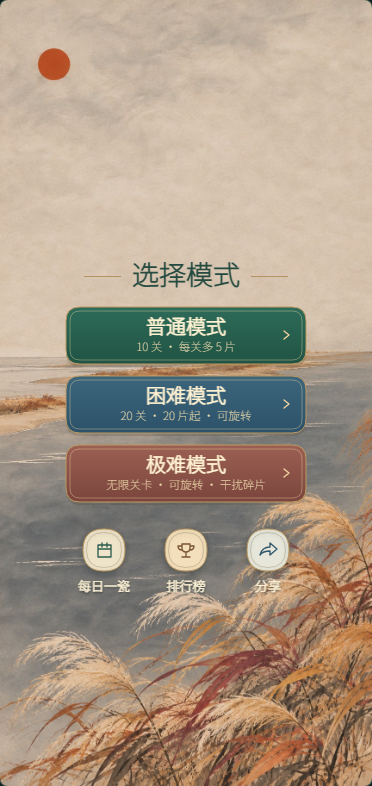 选择模式
普通模式
10 关 · 每关多 5 片
困难模式
20 关 · 20 片起 · 可旋转
极难模式
无限关卡 · 可旋转 · 干扰碎片
每日一瓷 排行榜 分享